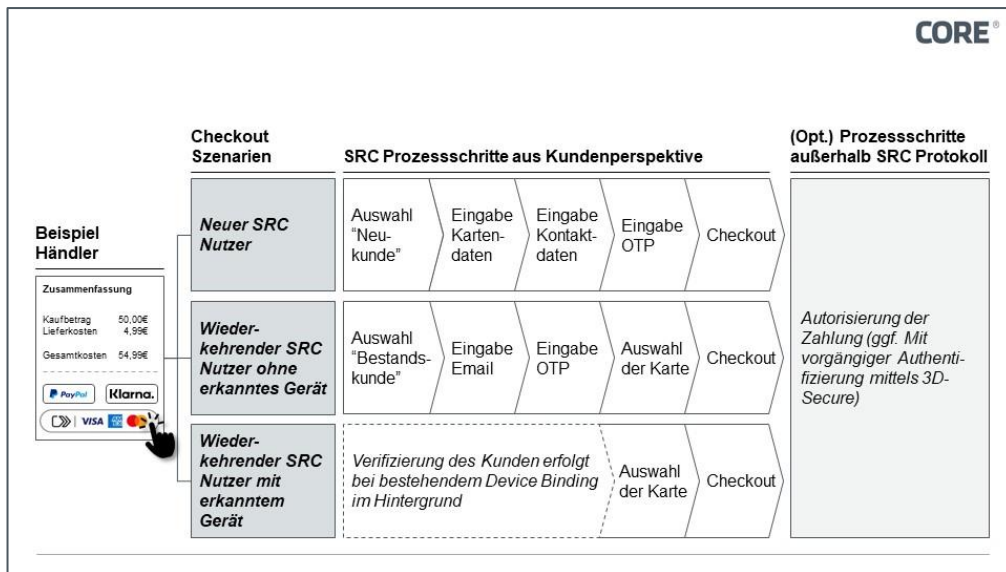 CORE®
Checkout
Szenarien
SRC Prozessschritte aus Kundenperspektive
(Opt.) Prozessschritte
außerhalb SRC Protokoll
Beispiel
Händler
Zusammenfassung
Kaufbetrag 50,00€
Lieferkosten 4,99€
Gesamtkosten 54,99€
PayPal Klarna.
VISA
Neuer SRC
Nutzer
Auswahl
"Neu-
kunde"
Eingabe
Karten-
daten
Eingabe
Kontakt-
daten
Eingabe
OTP
Checkout
Wieder-
kehrender SRC
Nutzer ohne
erkanntes Gerät
Auswahl
"Bestands-
kunde"
Eingabe
Email
Eingabe
OTP
Auswahl
der Karte
Checkout
Wieder-
kehrender SRC
Nutzer mit
erkanntem
Gerät
Verifizierung des Kunden erfolgt
bei bestehendem Device Binding
im Hintergrund
Auswahl
der Karte
Checkout
Autorisierung der
Zahlung (ggf. Mit
vorgängiger Authenti-
fizierung mittels 3D-
Secure)